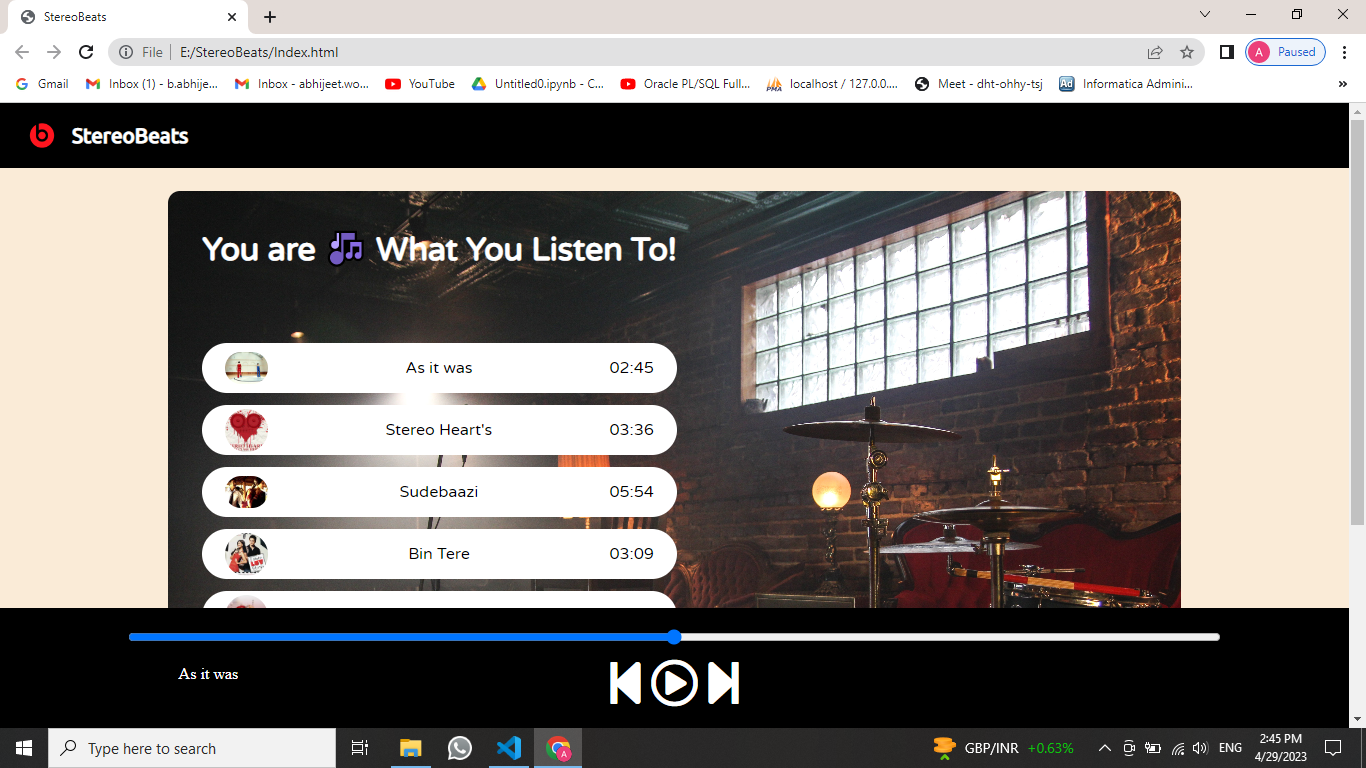 StereoBeats
File E:/StereoBeats/Index.html
A Paused
Gmail Inbox (1) - b.abhije... Inbox - abhijeet.wo... YouTube Untitled0.ipynb - C... Oracle PL/SQL Full... localhost / 127.0.0.... Meet - dht-ohhy-tsj Ad Informatica Admini... »
StereoBeats
You are What You Listen To!
As it was 02:45
Stereo Heart's 03:36
Sudebaazi 05:54
Bin Tere 03:09
As it was
Type here to search
GBP/INR +0.63%
ENG
2:45 PM
4/29/2023